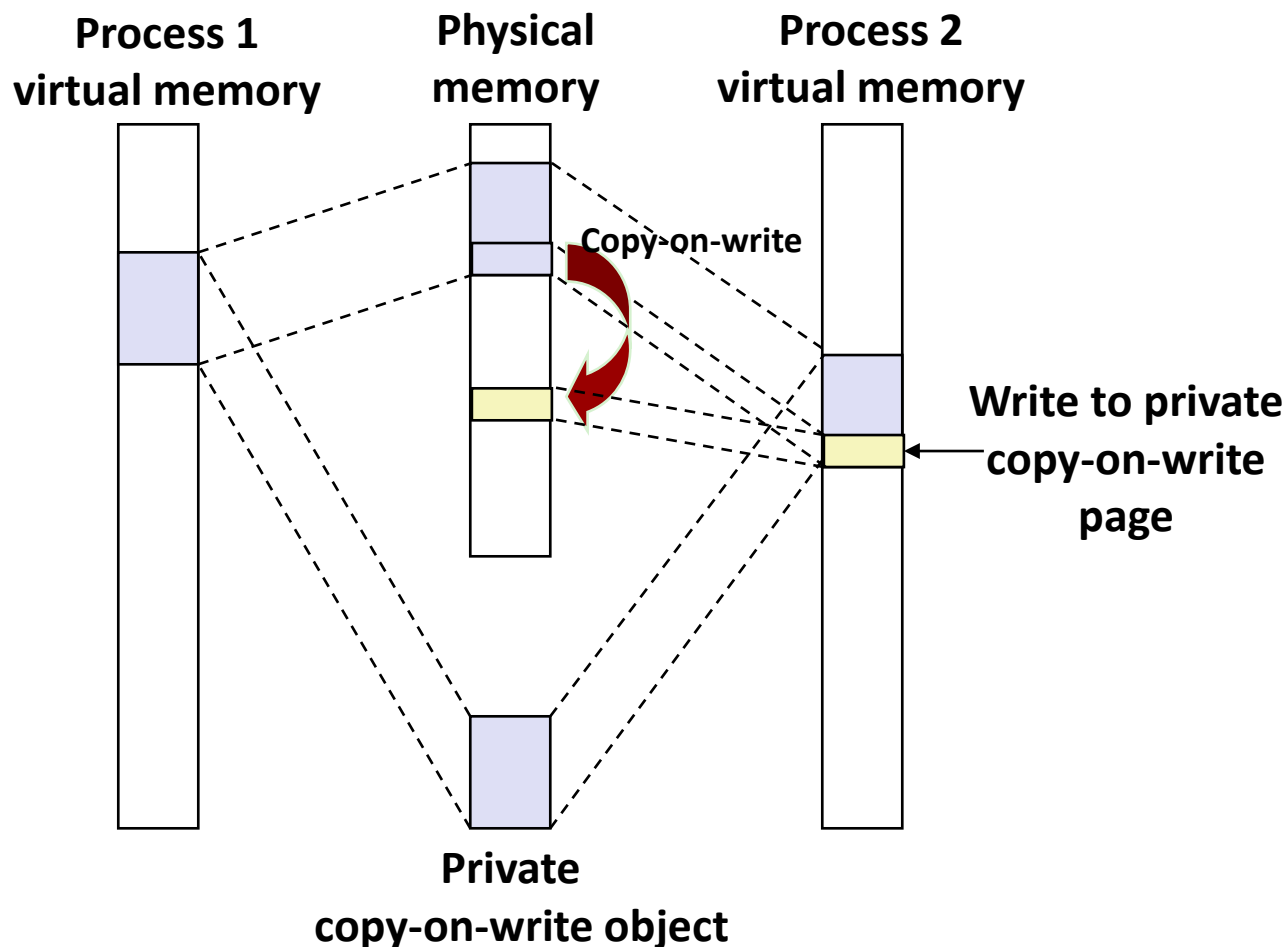 Process 1
virtual memory
Physical
memory
Process 2
virtual memory
Copy-on-write
Write to private
copy-on-write
page
Private
copy-on-write object